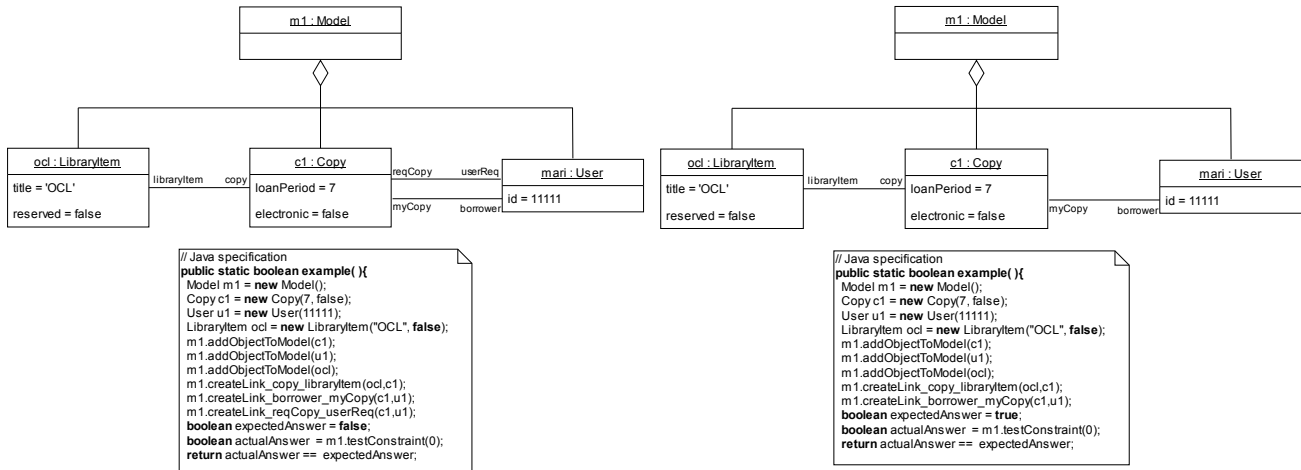 m1 : Model
ocl : LibraryItem
title = 'OCL'
reserved = false
libraryItem
copy
c1 : Copy
loanPeriod = 7
electronic = false
reqCopy
userReq
myCopy
borrower
mari : User
id = 11111
// Java specification
public static boolean example( ){
Model m1 = new Model();
Copy c1 = new Copy(7, false);
User u1 = new User(11111);
LibraryItem ocl = new LibraryItem("OCL", false);
m1.addObjectToModel(c1);
m1.addObjectToModel(u1);
m1.addObjectToModel(ocl);
m1.createLink_copy_libraryItem(ocl,c1);
m1.createLink_borrower_myCopy(c1,u1);
m1.createLink_reqCopy_userReq(c1,u1);
boolean expectedAnswer = false;
boolean actualAnswer = m1.testConstraint(0);
return actualAnswer == expectedAnswer;
m1 : Model
ocl : LibraryItem
title = 'OCL'
reserved = false
libraryItem
copy
c1 : Copy
loanPeriod = 7
electronic = false
myCopy
borrower
mari : User
id = 11111
// Java specification
public static boolean example( ){
Model m1 = new Model();
Copy c1 = new Copy(7, false);
User u1 = new User(11111);
LibraryItem ocl = new LibraryItem("OCL", false);
m1.addObjectToModel(c1);
m1.addObjectToModel(u1);
m1.addObjectToModel(ocl);
m1.createLink_copy_libraryItem(ocl,c1);
m1.createLink_borrower_myCopy(c1,u1);
boolean expectedAnswer = true;
boolean actualAnswer = m1.testConstraint(0);
return actualAnswer == expectedAnswer;